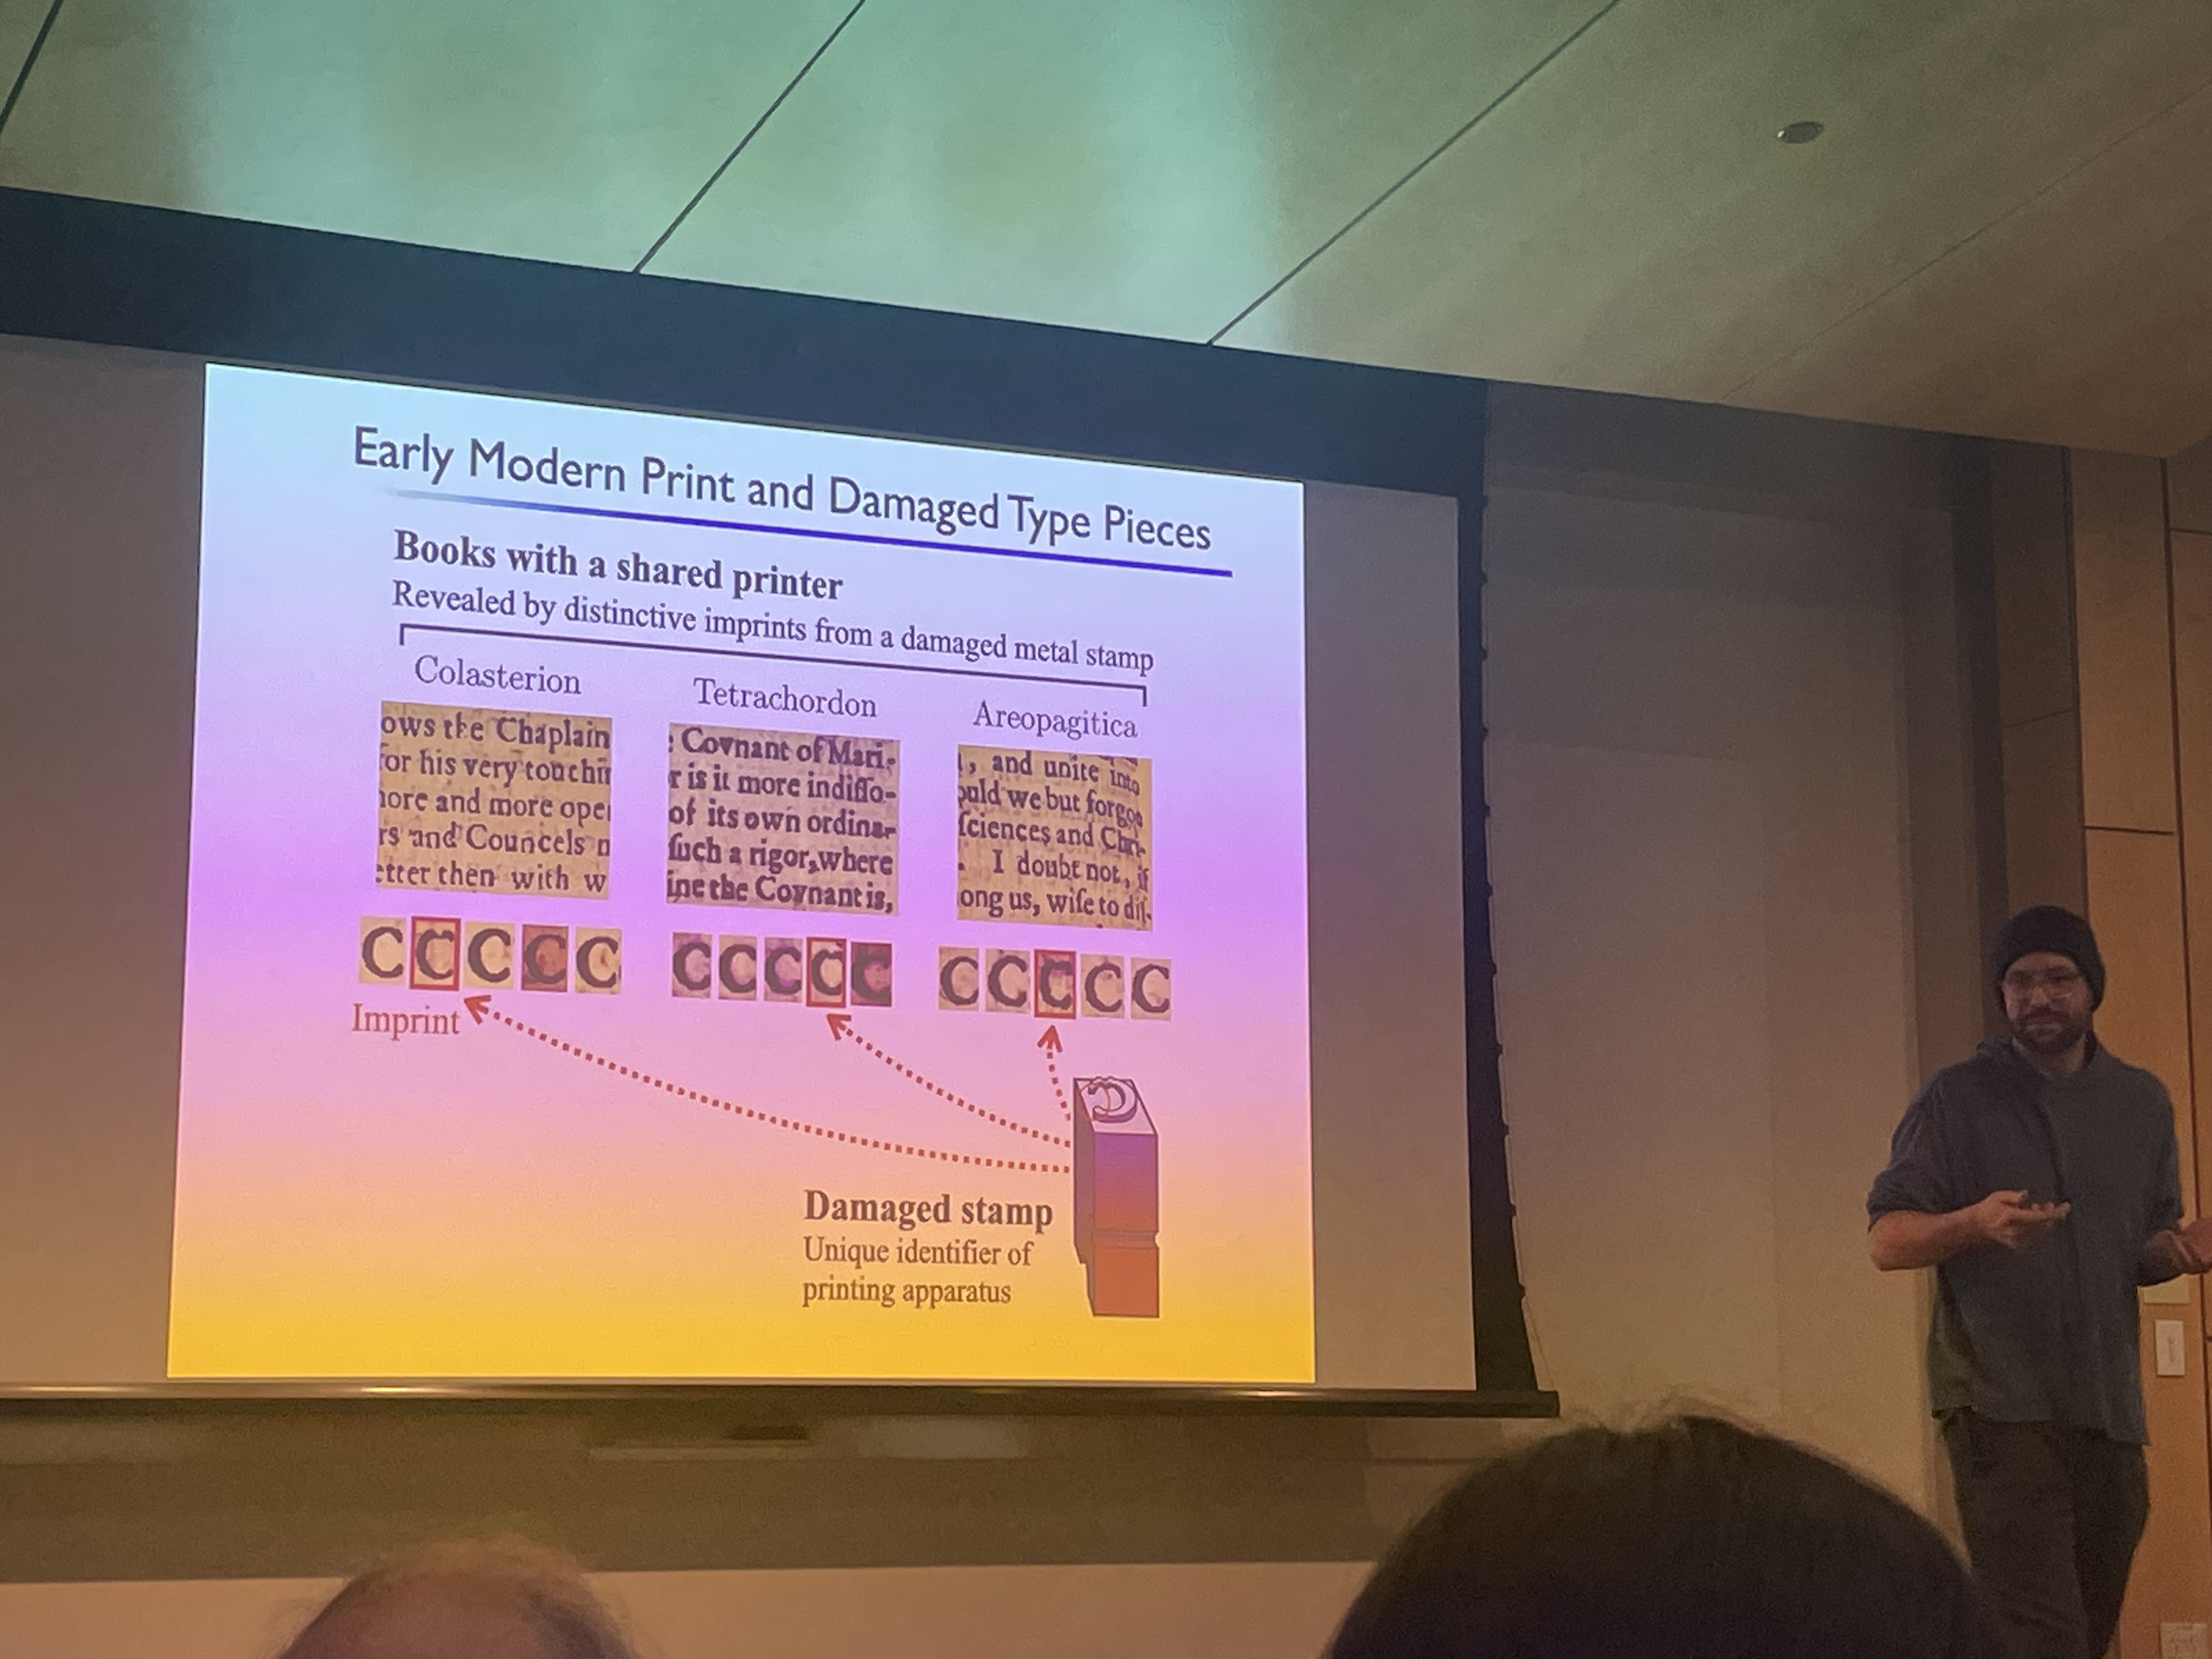 Early Modern Print and Damaged Type Pieces
Books with a shared printer
Revealed by distinctive imprints from a damaged metal stamp
Colasterion
ows the Chaplain
for his very touchin
nore and more ope
rs and Councels n
etter then with w
C C C C C
Tetrachordon
: Covnant of Mari-
r is it more indisso-
of its own ordinar
ſuch a rigor, where
ine the Covnant is,
C C C C C
Areopagitica
, and unite into
ould we but forgoe
ſciences and Chri-
. I doubt not, if
ong us, wiſe to diſ-
C C C C C
Imprint
C
Damaged stamp
Unique identifier of
printing apparatus